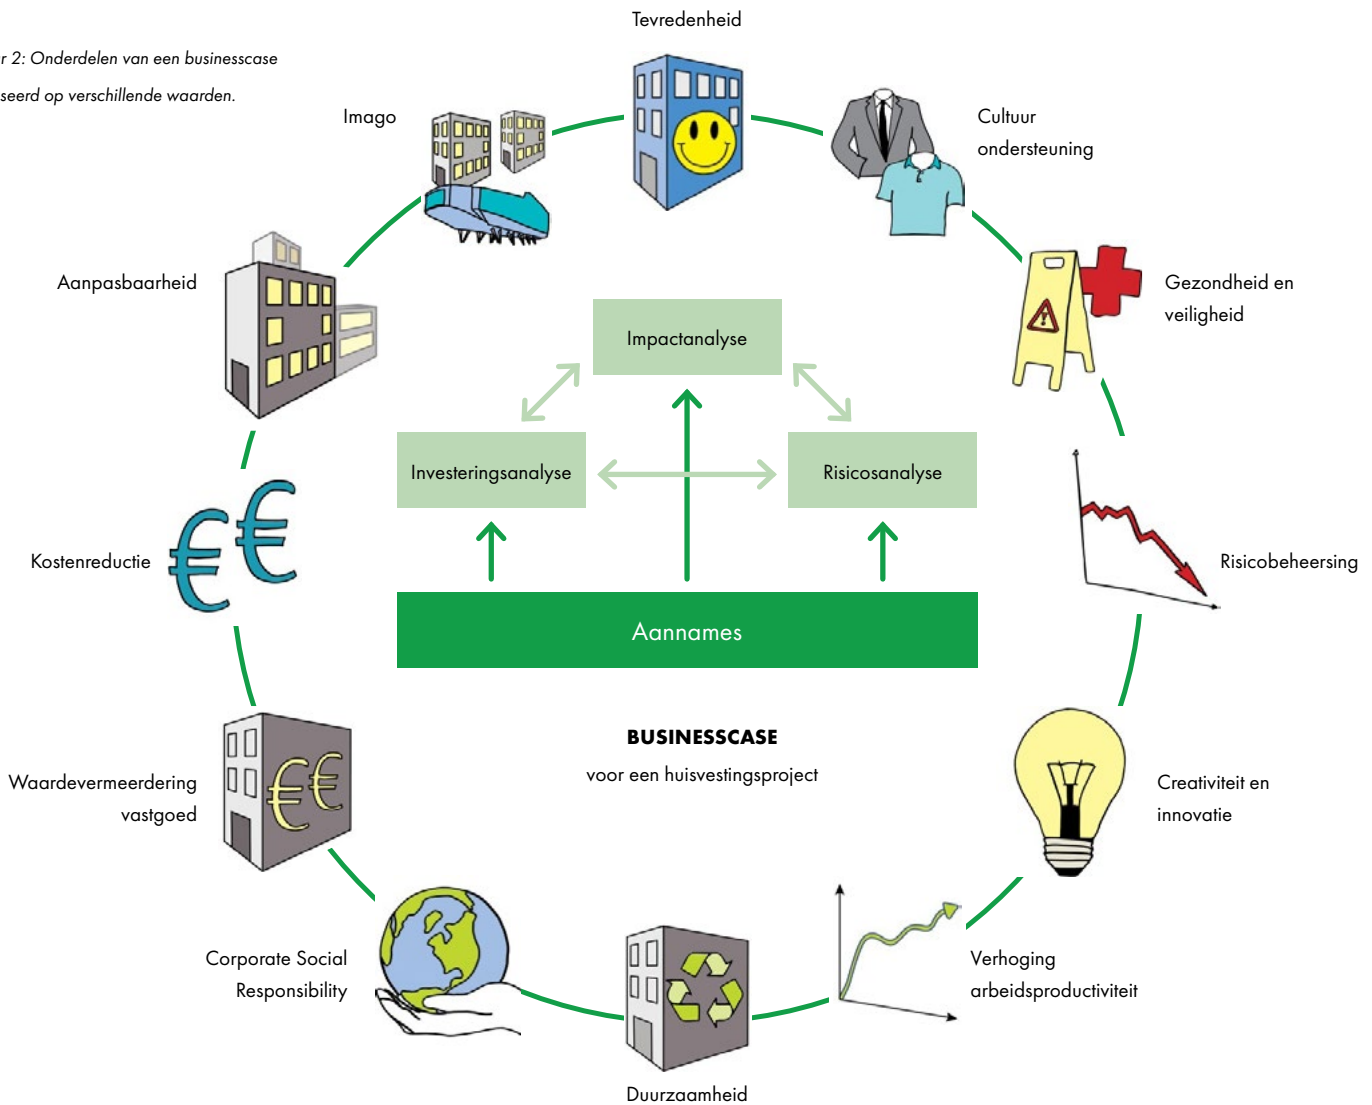 r 2: Onderdelen van een businesscase
seerd op verschillende waarden.
Tevredenheid
Imago
Cultuur
ondersteuning
Aanpasbaarheid
Gezondheid en
veiligheid
Impactanalyse
Investeringsanalyse
Risicosanalyse
Kostenreductie
Risicobeheersing
Aannames
BUSINESSCASE
voor een huisvestingsproject
Waardevermeerdering
vastgoed
Creativiteit en
innovatie
Corporate Social
Responsibility
Verhoging
arbeidsproductiviteit
Duurzaamheid